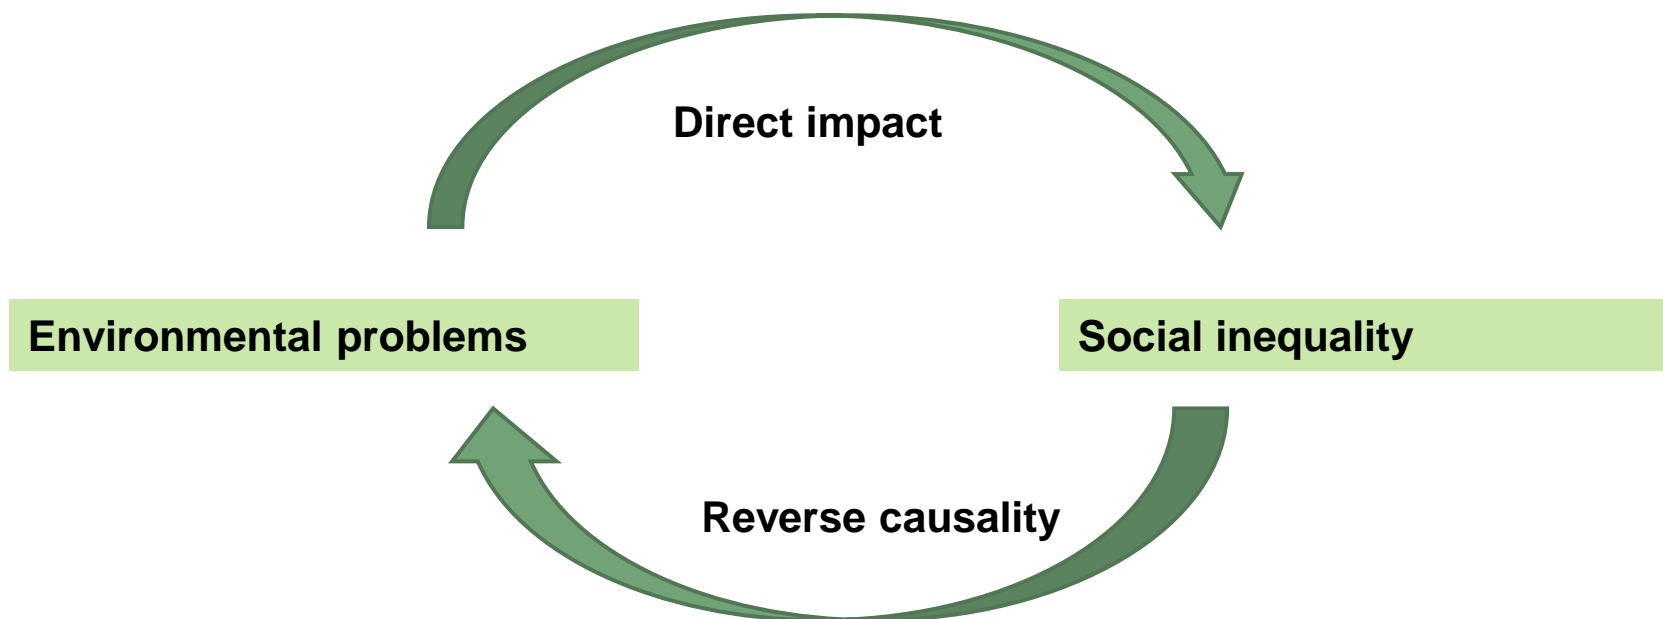 Direct impact
Environmental problems
Social inequality
Reverse causality